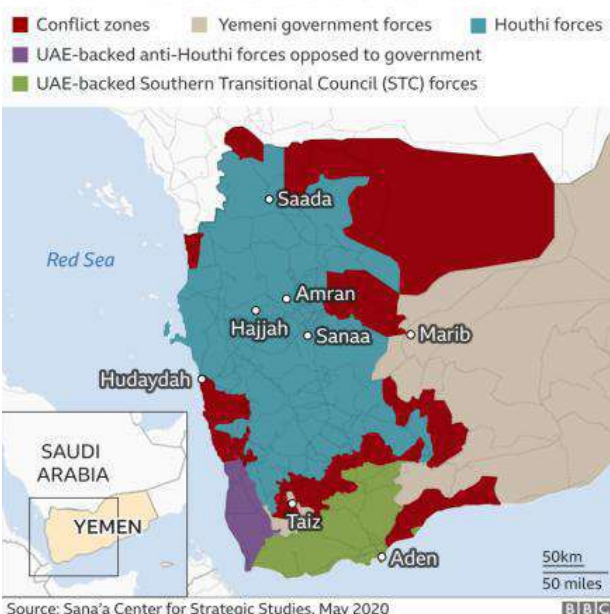 Conflict zones
Yemeni government forces
Houthi forces
UAE-backed anti-Houthi forces opposed to government
UAE-backed Southern Transitional Council (STC) forces
Saada
Red Sea
Amran
Hajjah
Sanaa
Marib
Hudaydah
SAUDI
ARABIA
YEMEN
Taiz
Aden
50km
50 miles
Source: Sana'a Center for Strategic Studies, May 2020
BBC